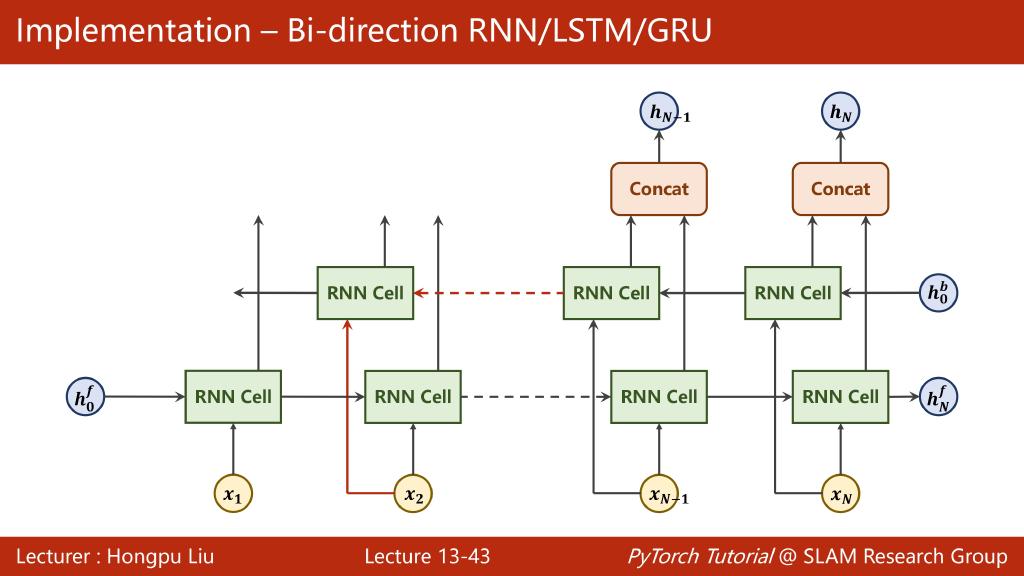 Implementation – Bi-direction RNN/LSTM/GRU
h_{N-1} h_N
Concat Concat
RNN Cell RNN Cell RNN Cell h_0^b
h_0^f RNN Cell RNN Cell RNN Cell RNN Cell h_N^f
x_1 x_2 x_{N-1} x_N
Lecturer : Hongpu Liu Lecture 13-43 PyTorch Tutorial @ SLAM Research Group